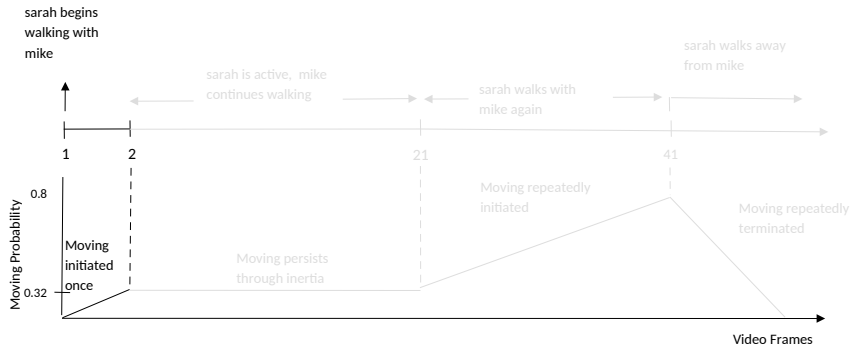 sarah begins
walking with
mike
sarah is active, mike
continues walking
sarah walks with
mike again
sarah walks away
from mike
1
2
21
41
Moving Probability
0.8
0.32
Moving
initiated
once
Moving persists
through inertia
Moving repeatedly
initiated
Moving repeatedly
terminated
Video Frames